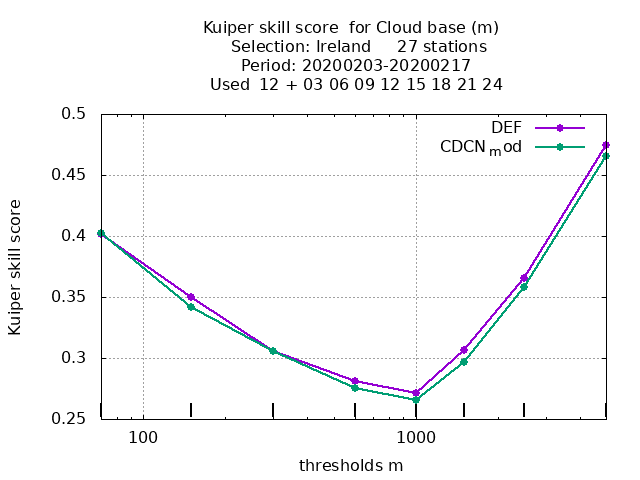 Kuiper skill score  for Cloud base (m)
Selection: Ireland     27 stations
Period: 20200203-20200217
Used  12 + 03 06 09 12 15 18 21 24
DEF
CDCN_mod
0.5
0.45
0.4
0.35
0.3
0.25
Kuiper skill score
100 1000
thresholds m